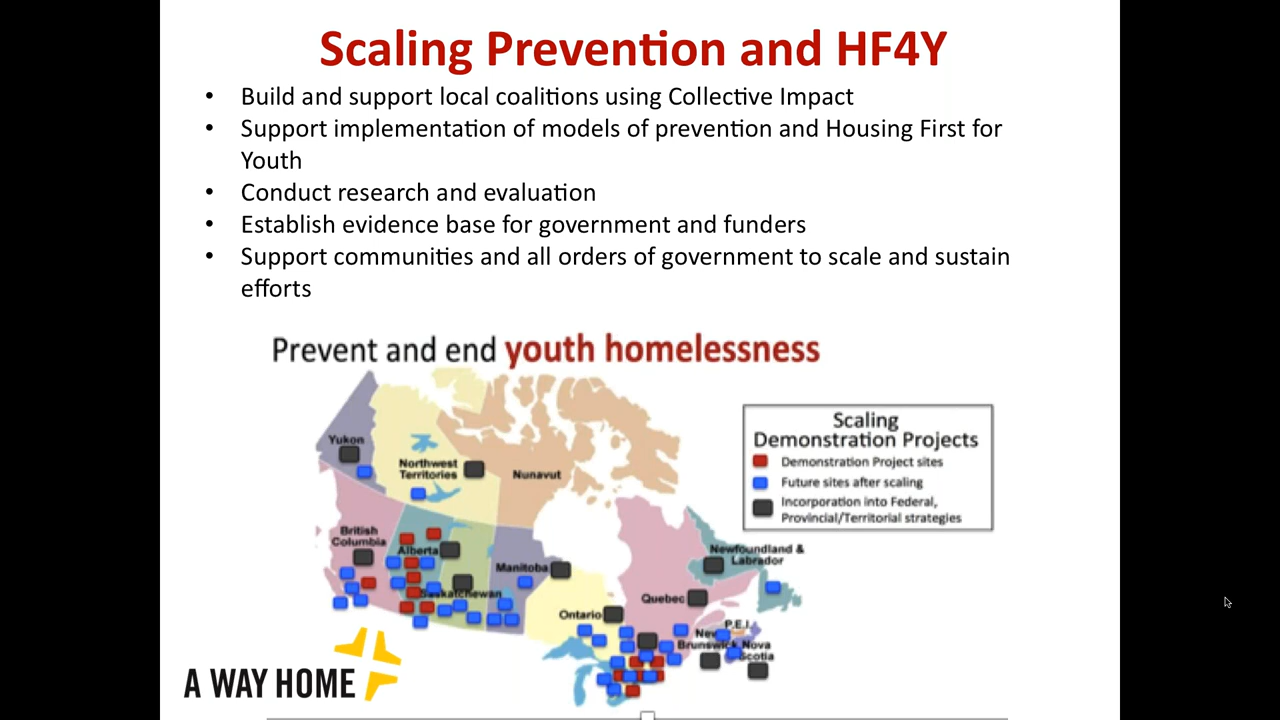 Scaling Prevention and HF4Y
• Build and support local coalitions using Collective Impact
• Support implementation of models of prevention and Housing First for
Youth
• Conduct research and evaluation
• Establish evidence base for government and funders
• Support communities and all orders of government to scale and sustain
efforts
Prevent and end youth homelessness
Scaling
Demonstration Projects
Demonstration Project sites
Future sites after scaling
Incorporation into Federal,
Provincial/Territorial strategies
Yukon
Northwest
Territories
Nunavut
British
Columbia
Alberta
Saskatchewan
Manitoba
Newfoundland &
Labrador
Quebec
Ontario
P.E.I.
New
Brunswick
Nova
Scotia
A WAY HOME